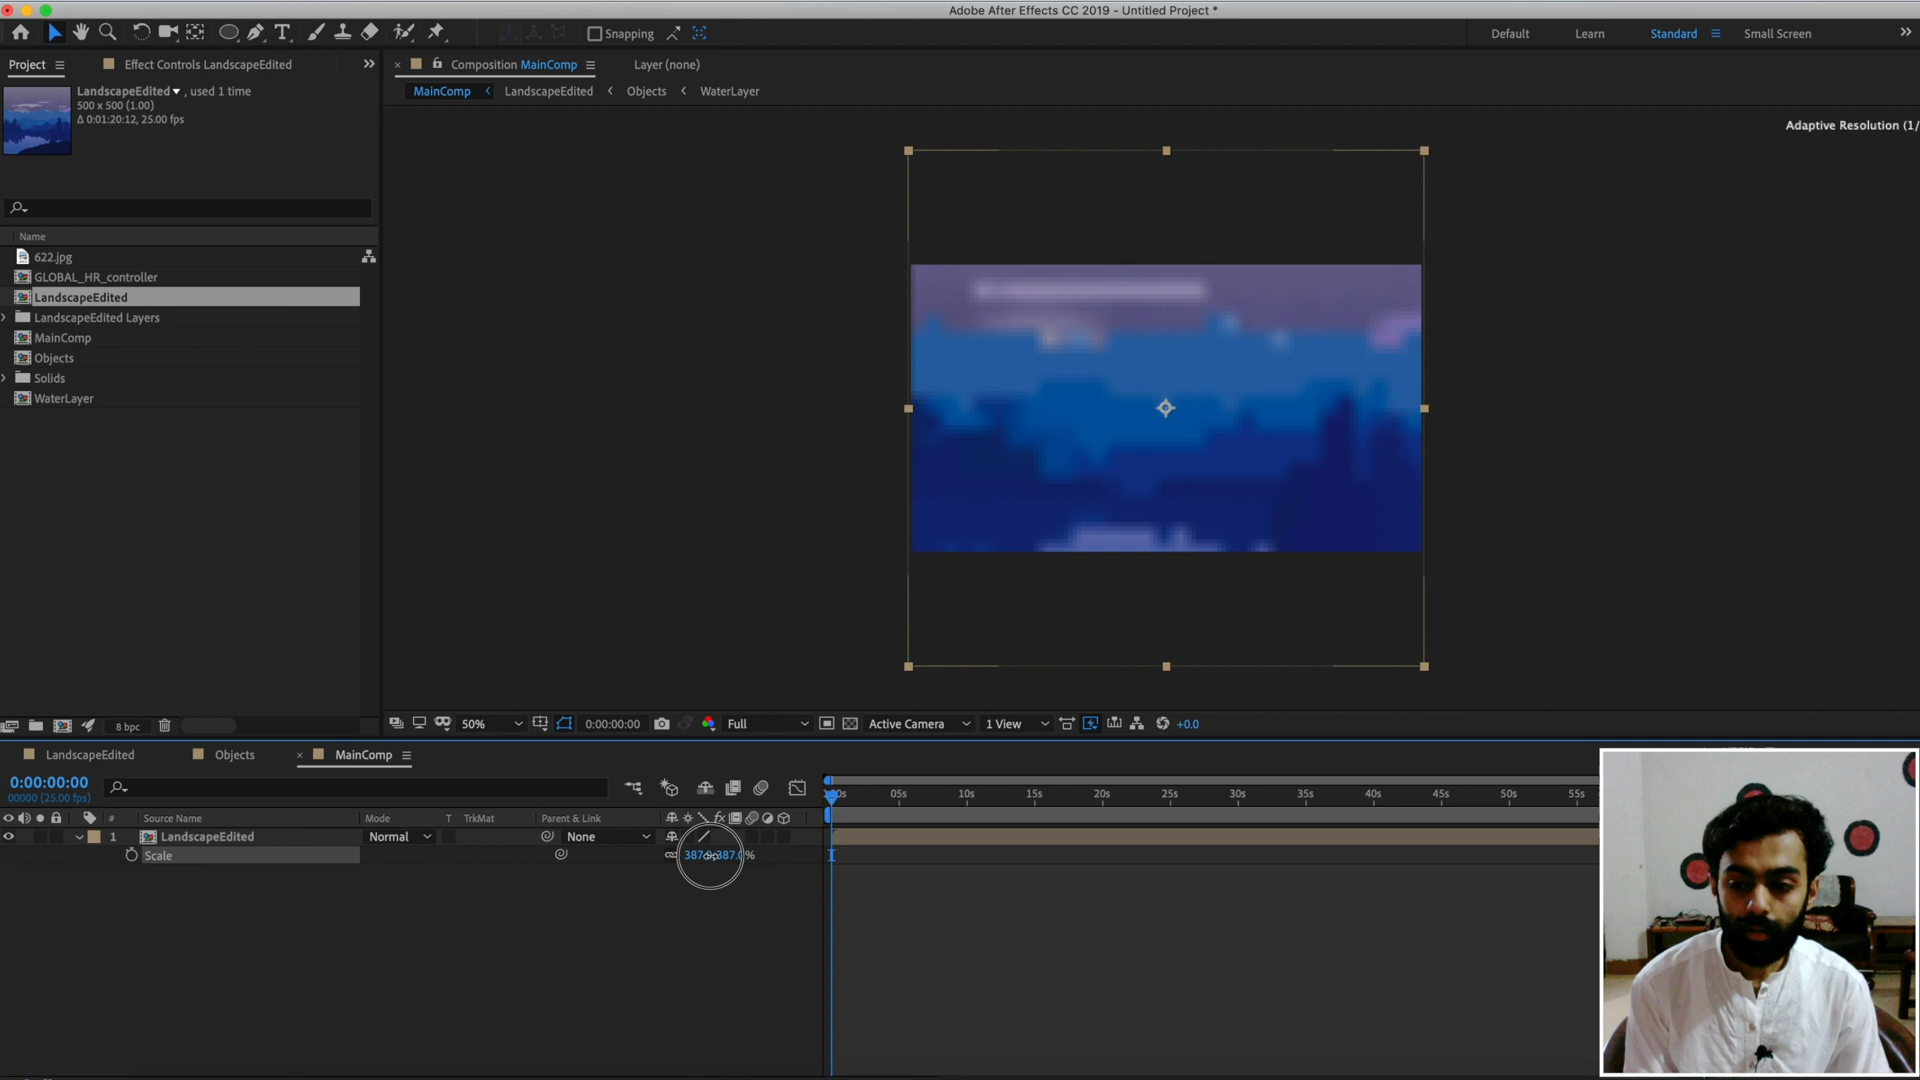 Adobe After Effects CC 2019 - Untitled Project *
Snapping
Default
Learn
Standard
Small Screen
Project
Effect Controls LandscapeEdited
Composition MainComp
Layer (none)
LandscapeEdited , used 1 time
500 x 500 (1.00)
Δ 0:01:20:12, 25.00 fps
MainComp
LandscapeEdited
Objects
WaterLayer
Adaptive Resolution (1/
Name
622.jpg
GLOBAL_HR_controller
LandscapeEdited
LandscapeEdited Layers
MainComp
Objects
Solids
WaterLayer
8 bpc
50%
0:00:00:00
Full
Active Camera
1 View
+0.0
LandscapeEdited
Objects
MainComp
0:00:00:00
00000 (25.00 fps)
05s
10s
15s
20s
25s
30s
35s
40s
45s
50s
55s
#
Source Name
Mode
T
TrkMat
Parent & Link
1
LandscapeEdited
Normal
None
Scale
%